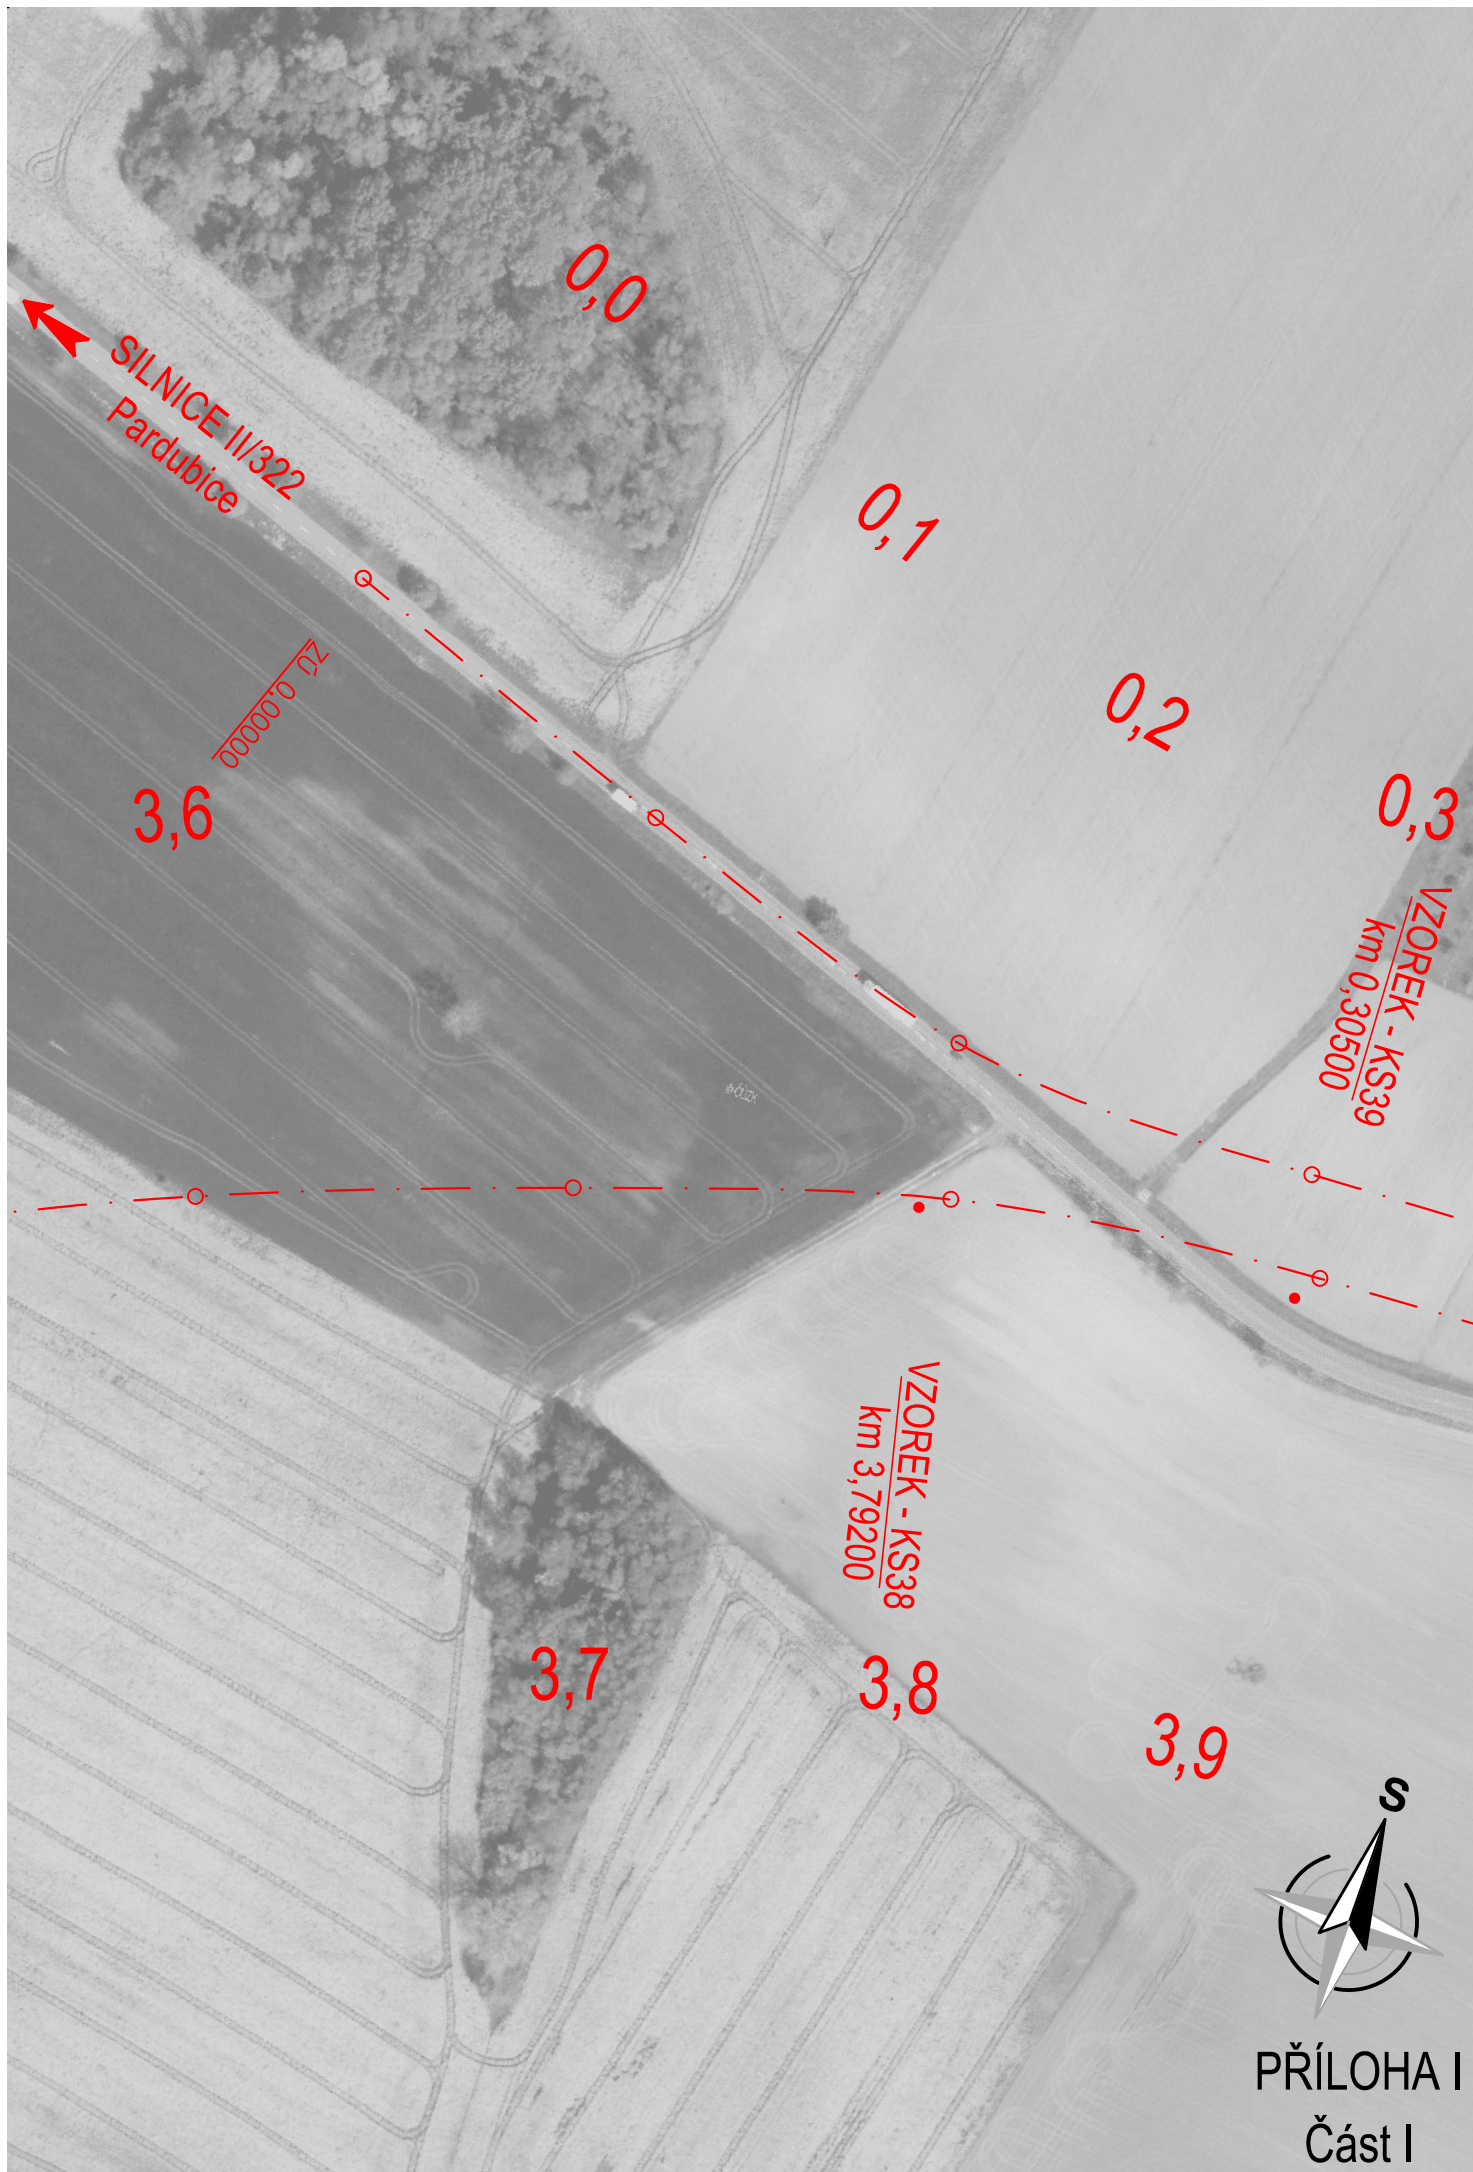 0,0
SILNICE II/322
Pardubice
0,1
ZÚ 0,00000
0,2
3,6
0,3
VZOREK - KS39
km 0,30500
© ČÚZK
VZOREK - KS38
km 3,79200
3,7
3,8
3,9
S
PŘÍLOHA I
Část I